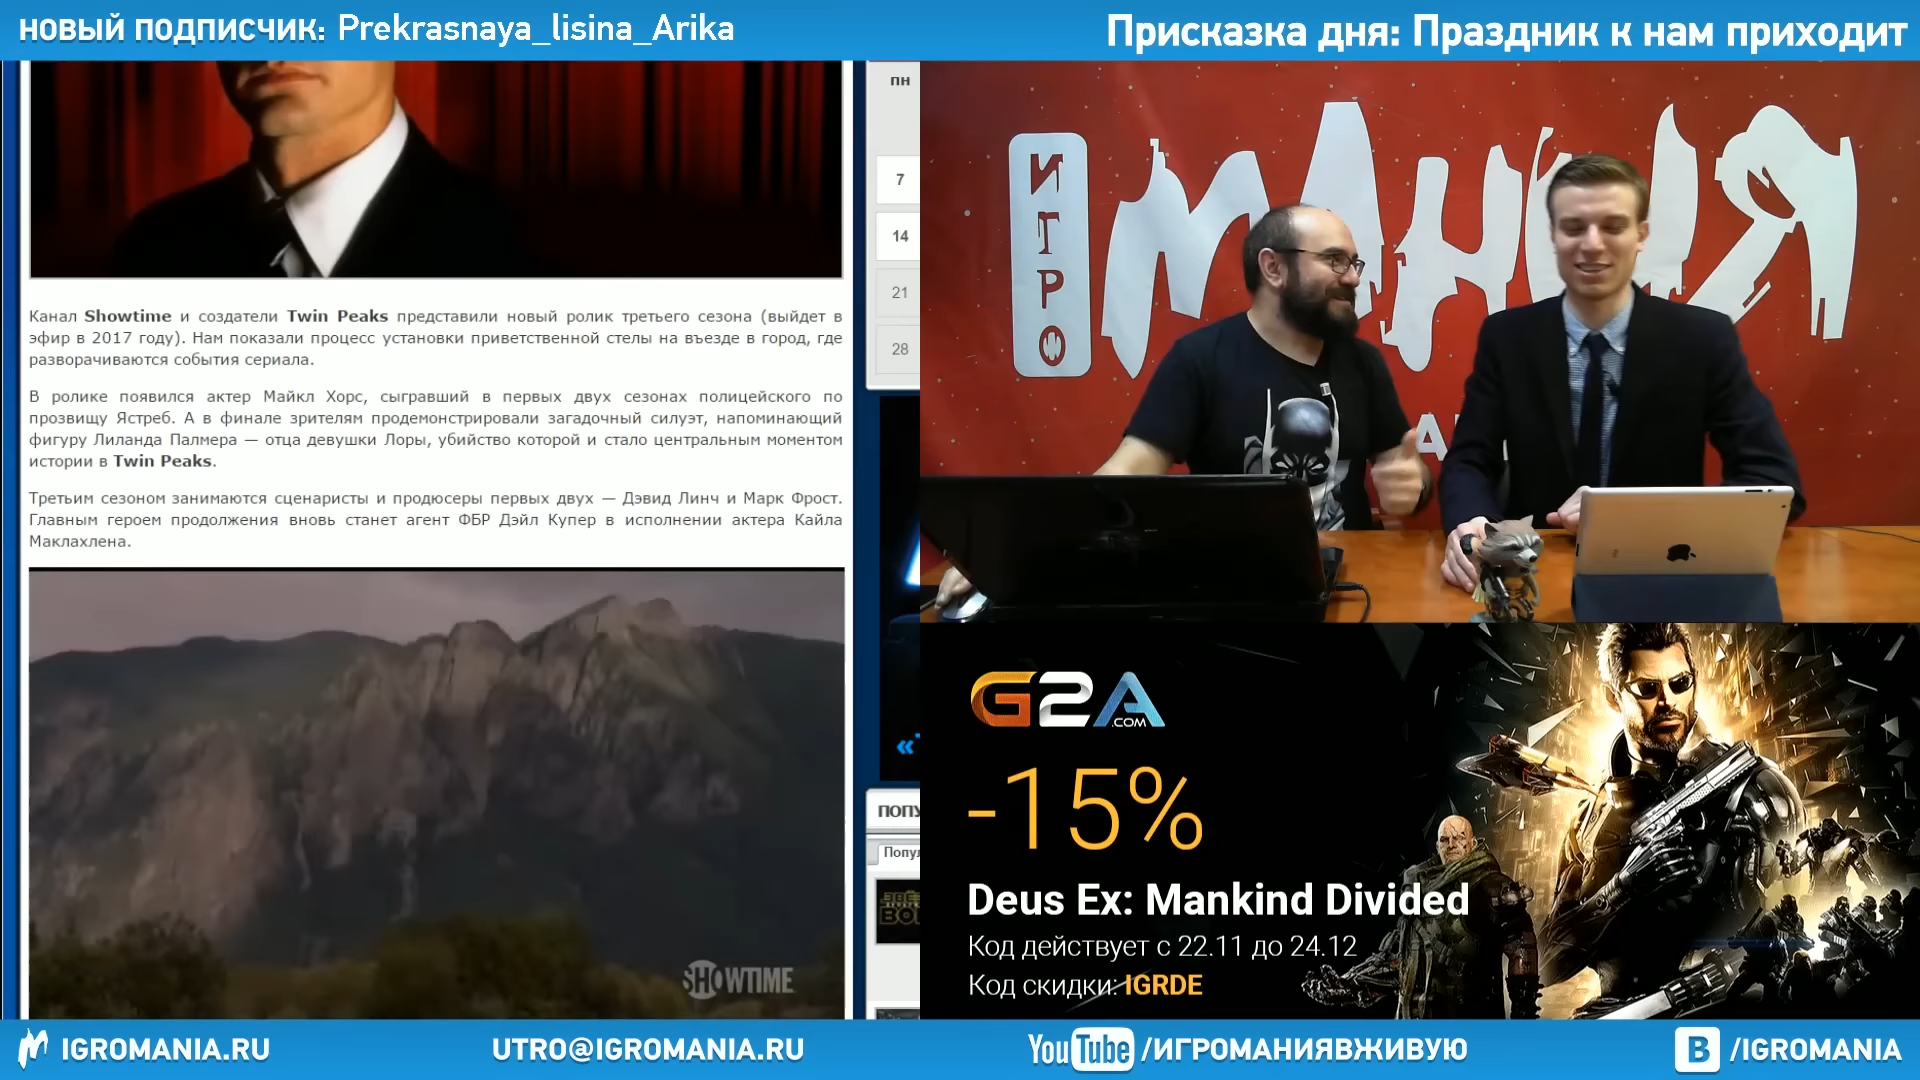 новый подписчик: Prekrasnaya_lisina_Arika
Присказка дня: Праздник к нам приходит
Канал Showtime и создатели Twin Peaks представили новый ролик третьего сезона (выйдет в
эфир в 2017 году). Нам показали процесс установки приветственной стелы на въезде в город, где
разворачиваются события сериала.
В ролике появился актер Майкл Хорс, сыгравший в первых двух сезонах полицейского по
прозвищу Ястреб. А в финале зрителям продемонстрировали загадочный силуэт, напоминающий
фигуру Лиланда Палмера — отца девушки Лоры, убийство которой и стало центральным моментом
истории в Twin Peaks.
Третьим сезоном занимаются сценаристы и продюсеры первых двух — Дэвид Линч и Марк Фрост.
Главным героем продолжения вновь станет агент ФБР Дэйл Купер в исполнении актера Кайла
Маклахлена.
SHOWTIME
пн
7
14
21
28
ИГРО
МАНИЯ
G2A
.COM
-15%
Deus Ex: Mankind Divided
Код действует с 22.11 до 24.12
Код скидки: IGRDE
IGROMANIA.RU
UTRO@IGROMANIA.RU
YouTube /ИГРОМАНИЯВЖИВУЮ
B /IGROMANIA